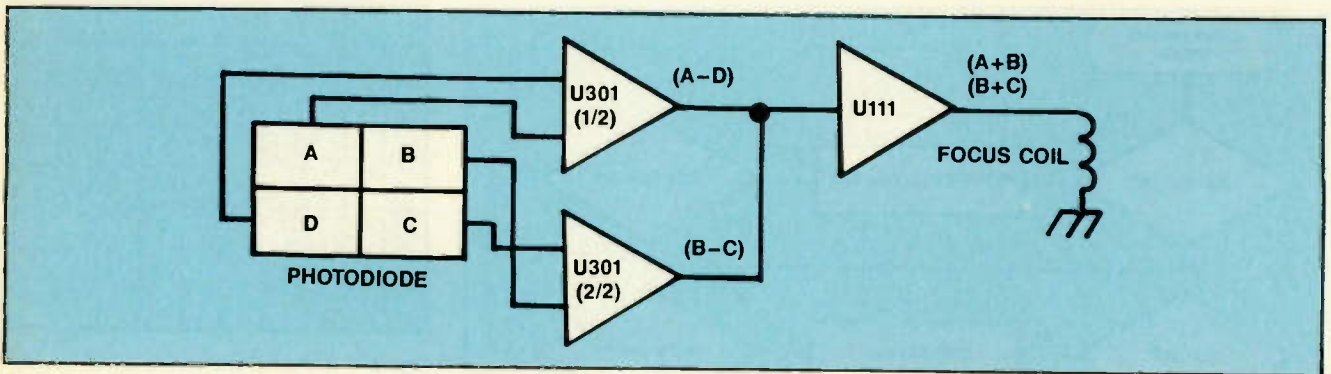 (A–D)
(A+B)
(B+C)
U301
(1/2)
U111
A
B
FOCUS COIL
D
C
(B–C)
U301
(2/2)
PHOTODIODE